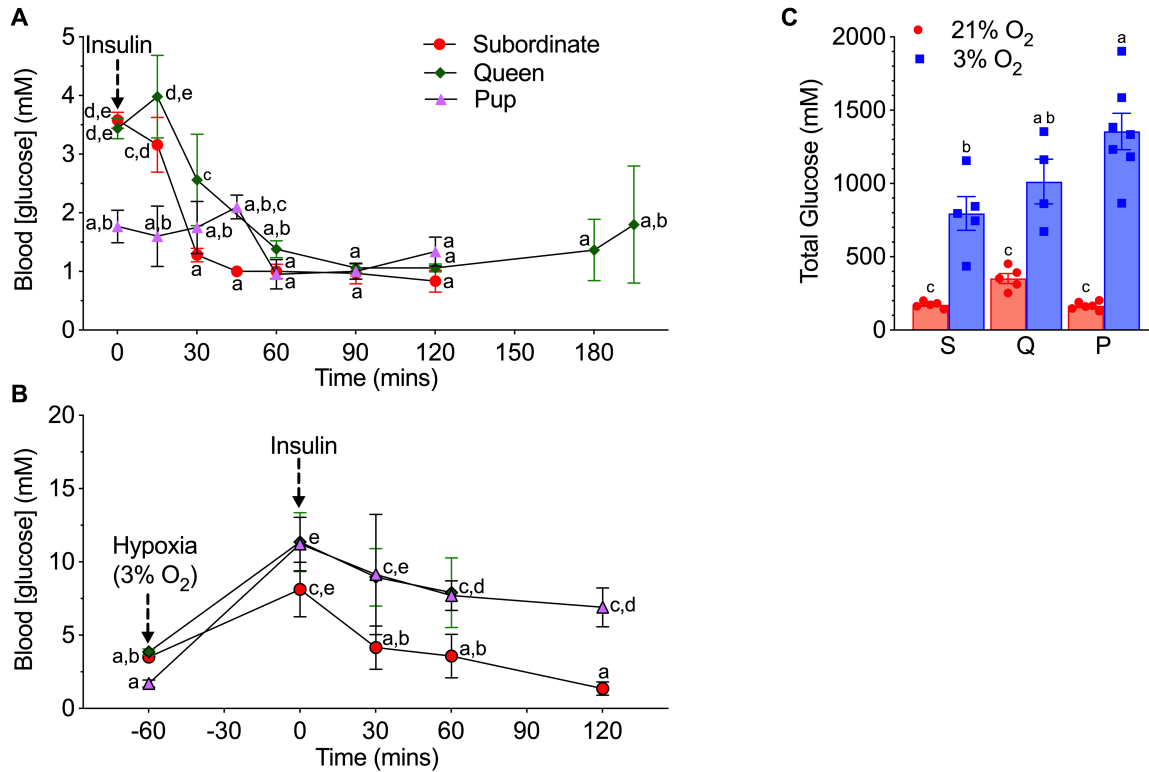 A
Insulin
Subordinate
Queen
Pup
Blood [glucose] (mM)
5
4
3
2
1
0
d,e
d,e
d,e
c,d
c
a,b
a,b
a,b
a,b,c
a,b
a
a
a
a
a
a
a
a
a
a
a,b
0
30
60
90
120
150
180
Time (mins)
C
21% O2
3% O2
Total Glucose (mM)
2000
1500
1000
500
0
c
b
c
a b
c
a
S
Q
P
B
Insulin
Hypoxia
(3% O2)
Blood [glucose] (mM)
20
15
10
5
0
a,b
a
e
c,e
c,e
a,b
c,d
a,b
c,d
a
-60
-30
0
30
60
90
120
Time (mins)